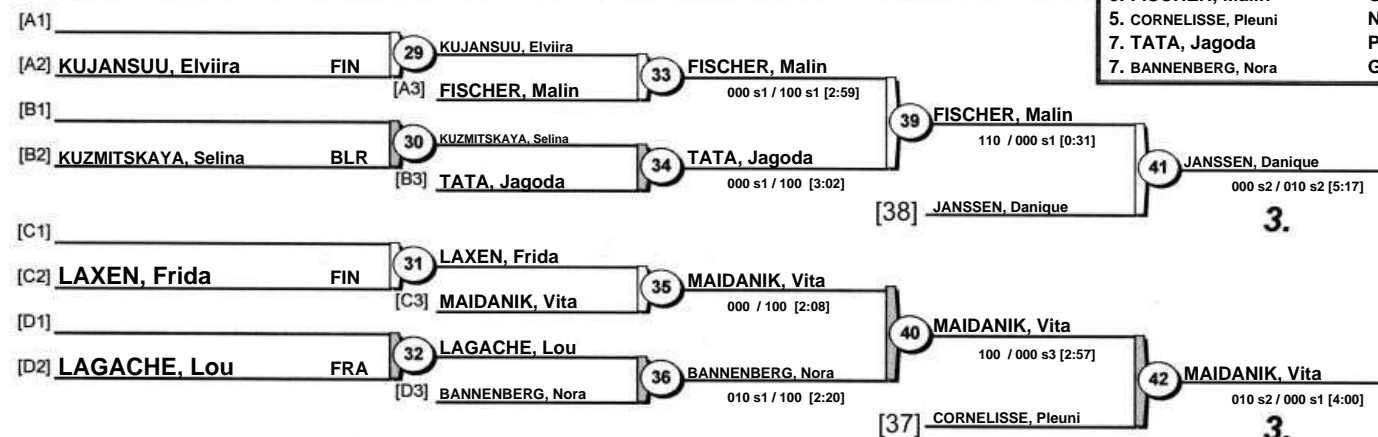 5. CORNELISSE, Pleuni N
7. TATA, Jagoda P
7. BANNENBERG, Nora G
[A1]
[A2] KUJANSUU, Elviira FIN
29 KUJANSUU, Elviira
[A3] FISCHER, Malin
33 FISCHER, Malin
000 s1 / 100 s1 [2:59]
[B1]
[B2] KUZMITSKAYA, Selina BLR
30 KUZMITSKAYA, Selina
[B3] TATA, Jagoda
34 TATA, Jagoda
000 s1 / 100 [3:02]
39 FISCHER, Malin
110 / 000 s1 [0:31]
[38] JANSSEN, Danique
41 JANSSEN, Danique
000 s2 / 010 s2 [5:17]
3.
[C1]
[C2] LAXEN, Frida FIN
31 LAXEN, Frida
[C3] MAIDANIK, Vita
35 MAIDANIK, Vita
000 / 100 [2:08]
[D1]
[D2] LAGACHE, Lou FRA
32 LAGACHE, Lou
[D3] BANNENBERG, Nora
36 BANNENBERG, Nora
010 s1 / 100 [2:20]
40 MAIDANIK, Vita
100 / 000 s3 [2:57]
[37] CORNELISSE, Pleuni
42 MAIDANIK, Vita
010 s2 / 000 s1 [4:00]
3.